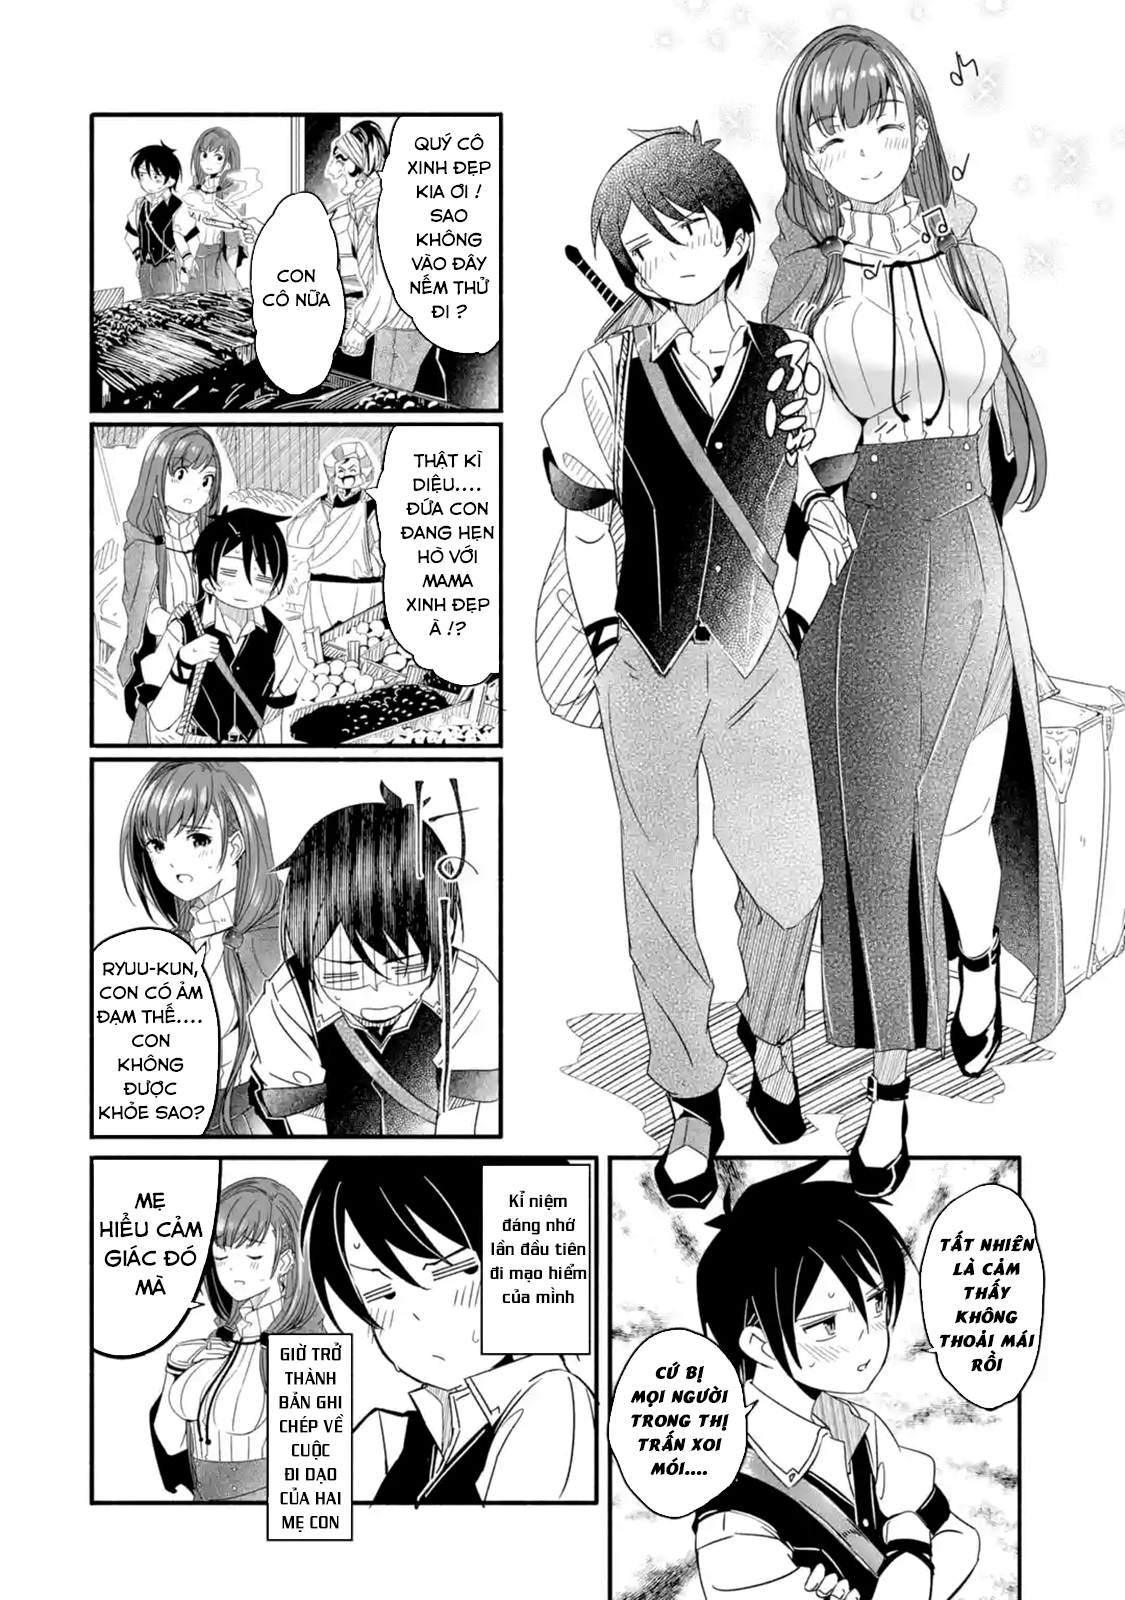 QUÝ CÔ
XINH ĐẸP
KIA ƠI !
SAO
KHÔNG
VÀO ĐÂY
NẾM THỬ
ĐI ?
CON
CÔ NỮA
THẬT KÌ
DIỆU....
ĐỨA CON
ĐANG HẸN
HÒ VỚI
MAMA
XINH ĐẸP
À !?
RYUU-KUN,
CON CÓ ẢM
ĐẠM THẾ....
CON
KHÔNG
ĐƯỢC
KHỎE SAO?
TẤT NHIÊN
LÀ CẢM
THẤY
KHÔNG
THOẢI MÁI
RỒI
CỨ BỊ
MỌI NGƯỜI
TRONG THỊ
TRẤN XOI
MÓI....
Kỉ niệm
đáng nhớ
lần đầu tiên
đi mạo hiểm
của mình
MẸ
HIỂU CẢM
GIÁC ĐÓ
MÀ
GIỜ TRỞ
THÀNH
BẢN GHI
CHÉP VỀ
CUỘC
ĐI DẠO
CỦA HAI
MẸ CON